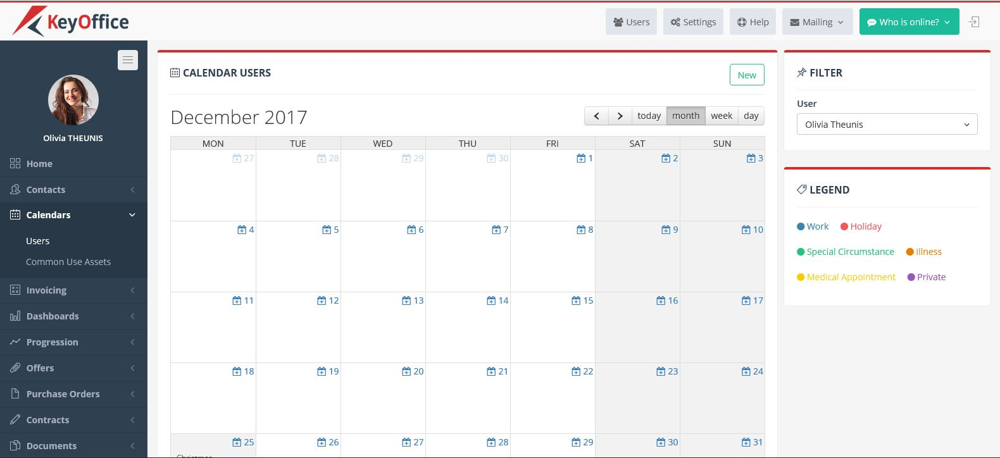 KeyOffice
Users Settings Help Mailing Who is online?
Olivia THEUNIS
Home
Contacts
Calendars
Users
Common Use Assets
Invoicing
Dashboards
Progression
Offers
Purchase Orders
Contracts
Documents
CALENDAR USERS
New
December 2017
today month week day
MON TUE WED THU FRI SAT SUN
27 28 29 30 1 2 3
4 5 6 7 8 9 10
11 12 13 14 15 16 17
18 19 20 21 22 23 24
25 26 27 28 29 30 31
Christmas
FILTER
User
Olivia Theunis
LEGEND
Work Holiday
Special Circumstance Illness
Medical Appointment Private